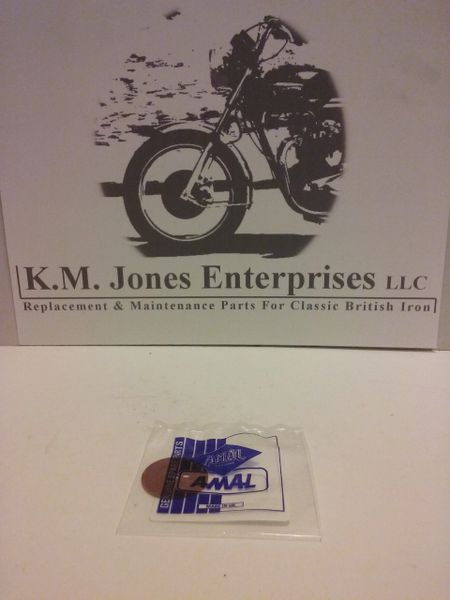 K.M. Jones Enterprises LLC
Replacement & Maintenance Parts For Classic British Iron
AMAL
AMAL